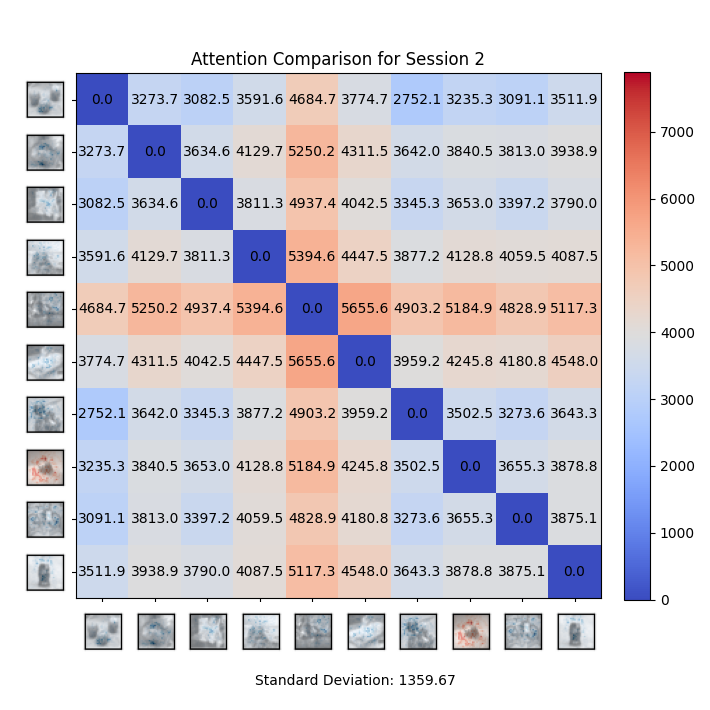 Attention Comparison for Session 2
0.0 3273.7 3082.5 3591.6 4684.7 3774.7 2752.1 3235.3 3091.1 3511.9
3273.7 0.0 3634.6 4129.7 5250.2 4311.5 3642.0 3840.5 3813.0 3938.9
3082.5 3634.6 0.0 3811.3 4937.4 4042.5 3345.3 3653.0 3397.2 3790.0
3591.6 4129.7 3811.3 0.0 5394.6 4447.5 3877.2 4128.8 4059.5 4087.5
4684.7 5250.2 4937.4 5394.6 0.0 5655.6 4903.2 5184.9 4828.9 5117.3
3774.7 4311.5 4042.5 4447.5 5655.6 0.0 3959.2 4245.8 4180.8 4548.0
2752.1 3642.0 3345.3 3877.2 4903.2 3959.2 0.0 3502.5 3273.6 3643.3
3235.3 3840.5 3653.0 4128.8 5184.9 4245.8 3502.5 0.0 3655.3 3878.8
3091.1 3813.0 3397.2 4059.5 4828.9 4180.8 3273.6 3655.3 0.0 3875.1
3511.9 3938.9 3790.0 4087.5 5117.3 4548.0 3643.3 3878.8 3875.1 0.0
7000
6000
5000
4000
3000
2000
1000
0
Standard Deviation: 1359.67